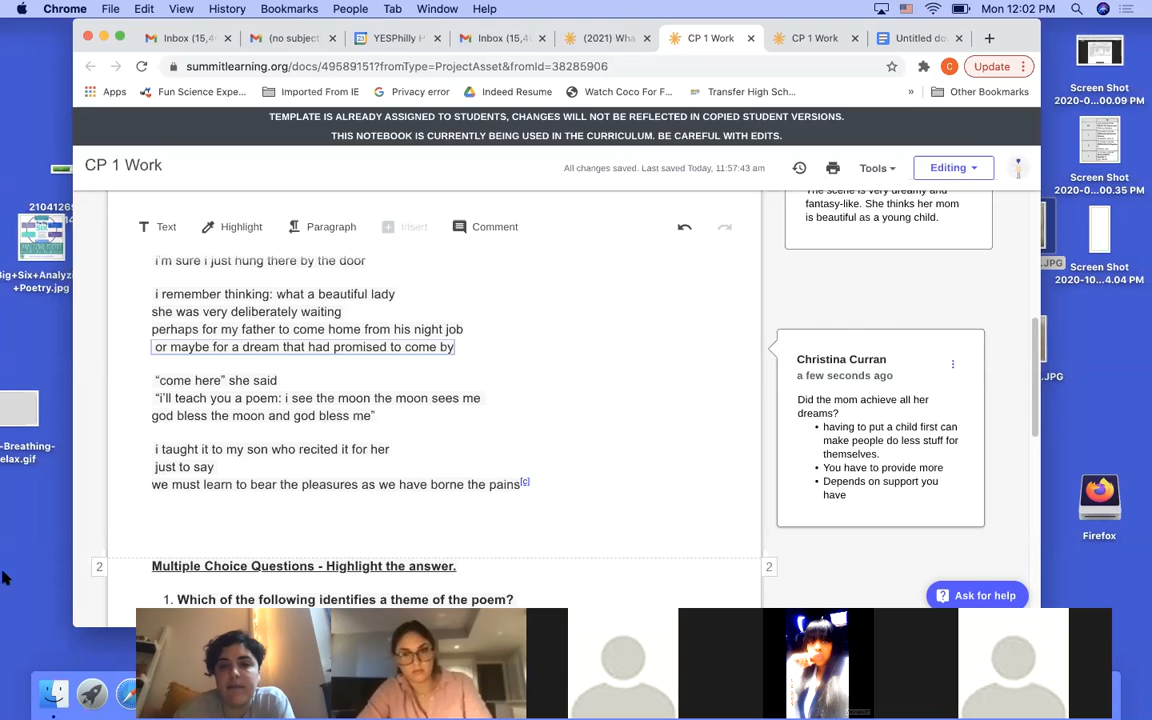 Chrome File Edit View History Bookmarks People Tab Window Help Mon 12:02 PM
Inbox (15,4 (no subject YESPhilly H Inbox (15,4 (2021) Wha CP 1 Work CP 1 Work Untitled do
summitlearning.org/docs/49589151?fromType=ProjectAsset&fromId=38285906 C Update
Apps Fun Science Expe... Imported From IE Privacy error Indeed Resume Watch Coco For F... Transfer High Sc... » Other Bookmarks
TEMPLATE IS ALREADY ASSIGNED TO STUDENTS, CHANGES WILL NOT BE REFLECTED IN COPIED STUDENT VERSIONS.
THIS NOTEBOOK IS CURRENTLY BEING USED IN THE CURRICULUM. BE CAREFUL WITH EDITS.
CP 1 Work All changes saved. Last saved Today, 11:57:43 am Tools Editing
Text Highlight Paragraph Insert Comment
i'm sure i just hung there by the door
i remember thinking: what a beautiful lady
she was very deliberately waiting
perhaps for my father to come home from his night job
or maybe for a dream that had promised to come by
“come here” she said
“i'll teach you a poem: i see the moon the moon sees me
god bless the moon and god bless me”
i taught it to my son who recited it for her
just to say
we must learn to bear the pleasures as we have borne the pains[c]
2 2
Multiple Choice Questions - Highlight the answer.
1. Which of the following identifies a theme of the poem?
The scene is very dreamy and
fantasy-like. She thinks her mom
is beautiful as a young child.
Christina Curran
a few seconds ago
Did the mom achieve all her
dreams?
• having to put a child first can
make people do less stuff for
themselves.
• You have to provide more
• Depends on support you
have
Ask for help
Screen Shot
2020-0...00.09 PM
Screen Shot
2020-0...00.35 PM
Screen Shot
2020-10...4.04 PM
Firefox
.JPG
.JPG
Big+Six+Analyzi
+Poetry.jpg
-Breathing-
elax.gif